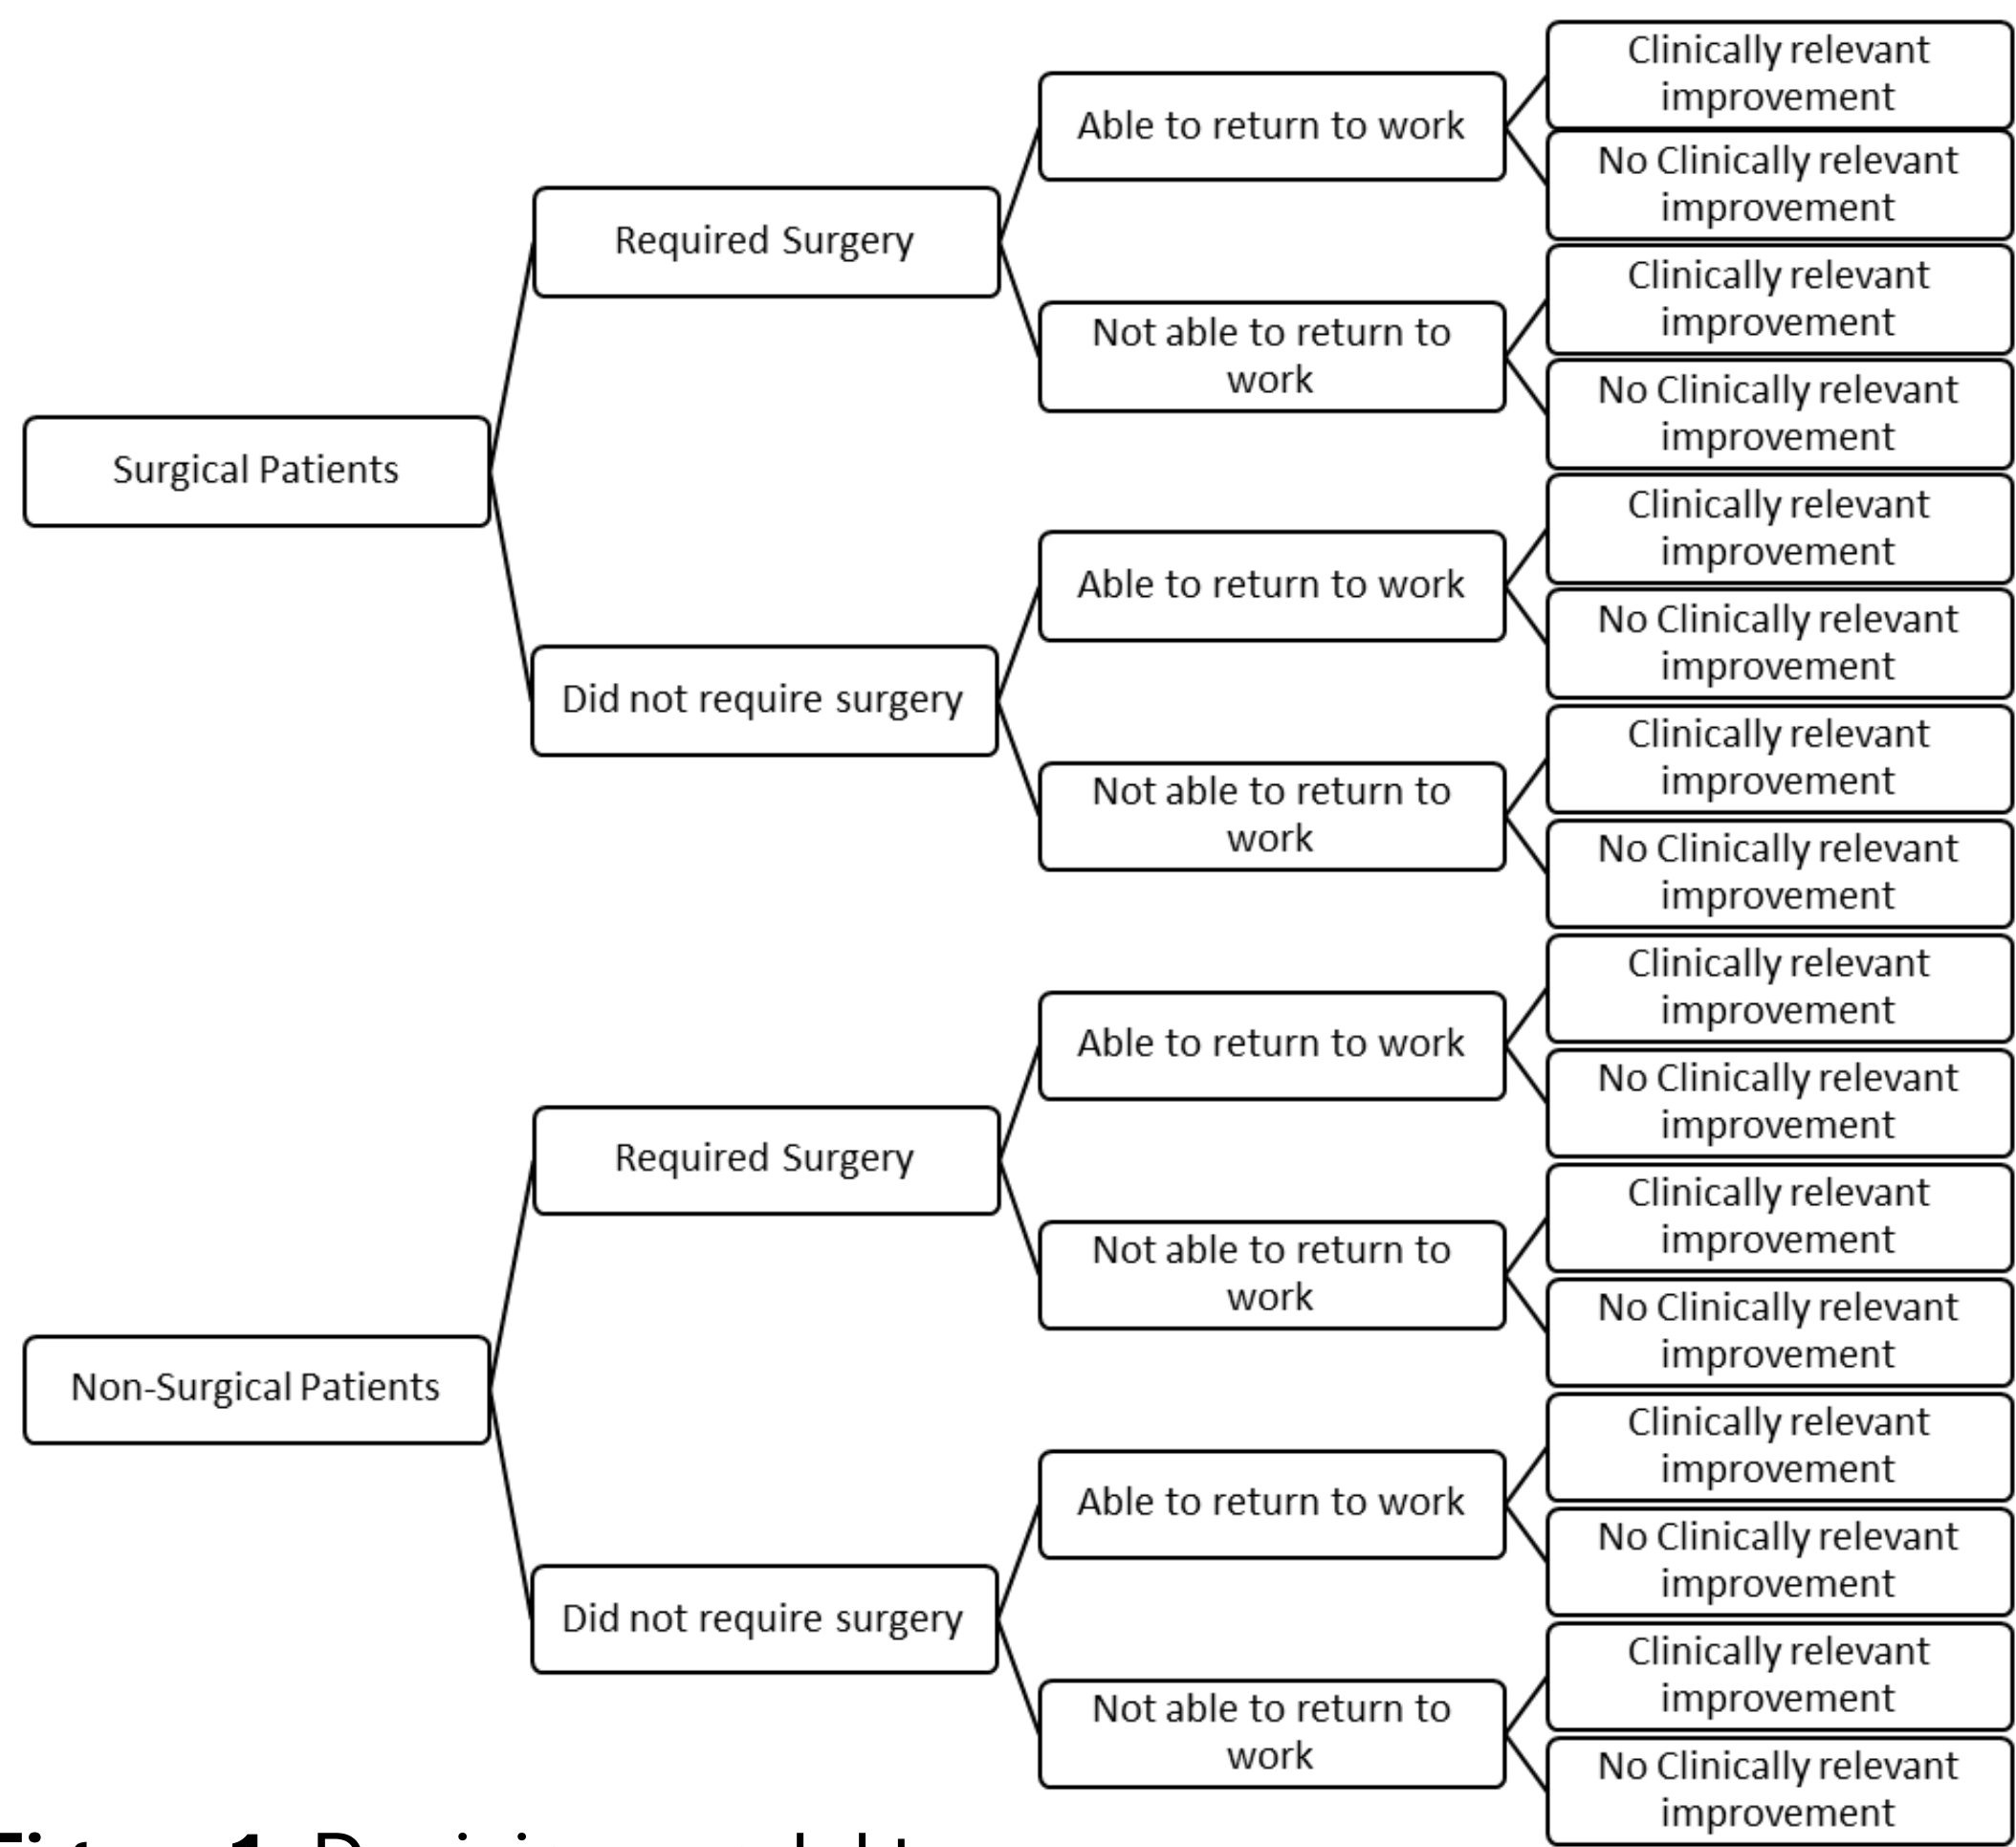 Surgical Patients
Required Surgery
Able to return to work
Clinically relevant
improvement
No Clinically relevant
improvement
Not able to return to
work
Clinically relevant
improvement
No Clinically relevant
improvement
Did not require surgery
Able to return to work
Clinically relevant
improvement
No Clinically relevant
improvement
Not able to return to
work
Clinically relevant
improvement
No Clinically relevant
improvement
Non-Surgical Patients
Required Surgery
Able to return to work
Clinically relevant
improvement
No Clinically relevant
improvement
Not able to return to
work
Clinically relevant
improvement
No Clinically relevant
improvement
Did not require surgery
Able to return to work
Clinically relevant
improvement
No Clinically relevant
improvement
Not able to return to
work
Clinically relevant
improvement
No Clinically relevant
improvement